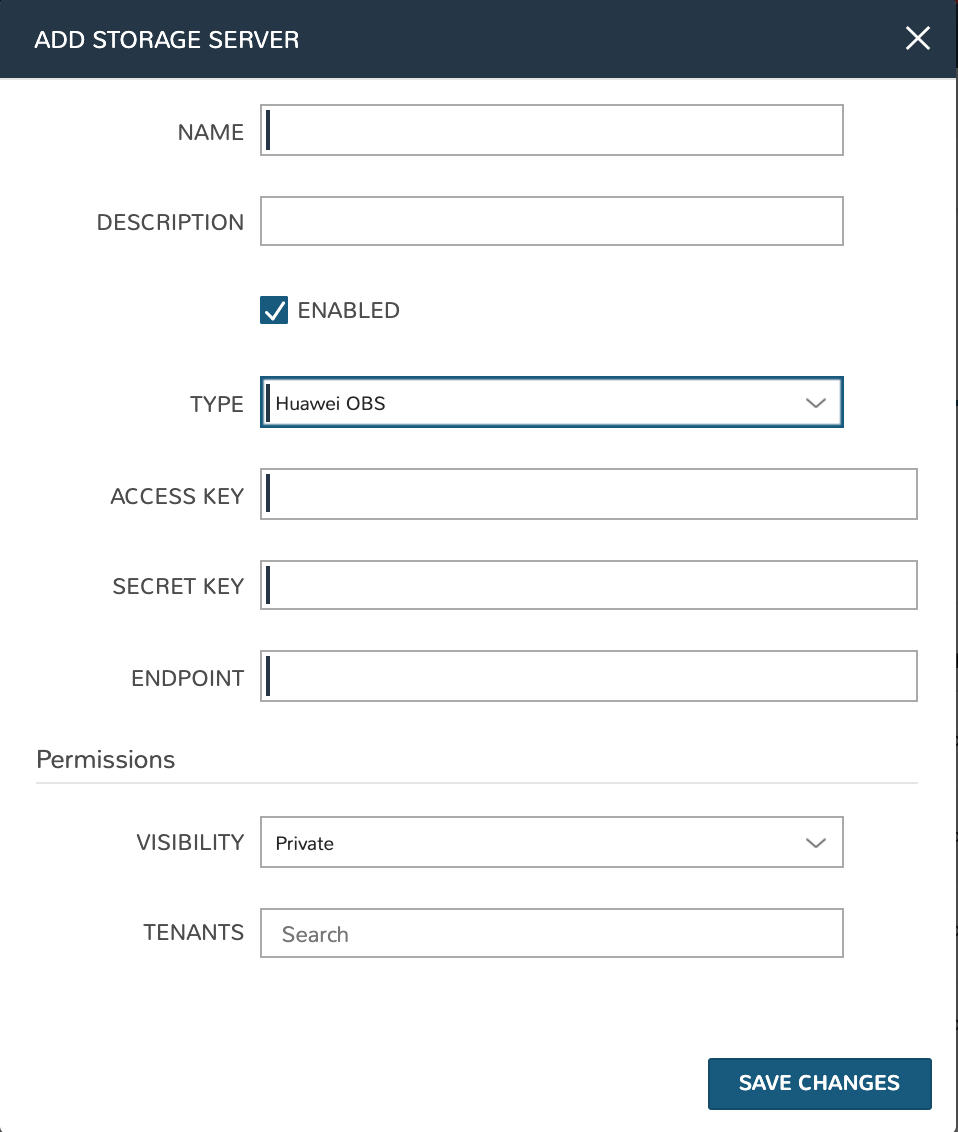 ADD STORAGE SERVER
NAME
DESCRIPTION
ENABLED
TYPE Huawei OBS
ACCESS KEY
SECRET KEY
ENDPOINT
Permissions
VISIBILITY Private
TENANTS Search
SAVE CHANGES